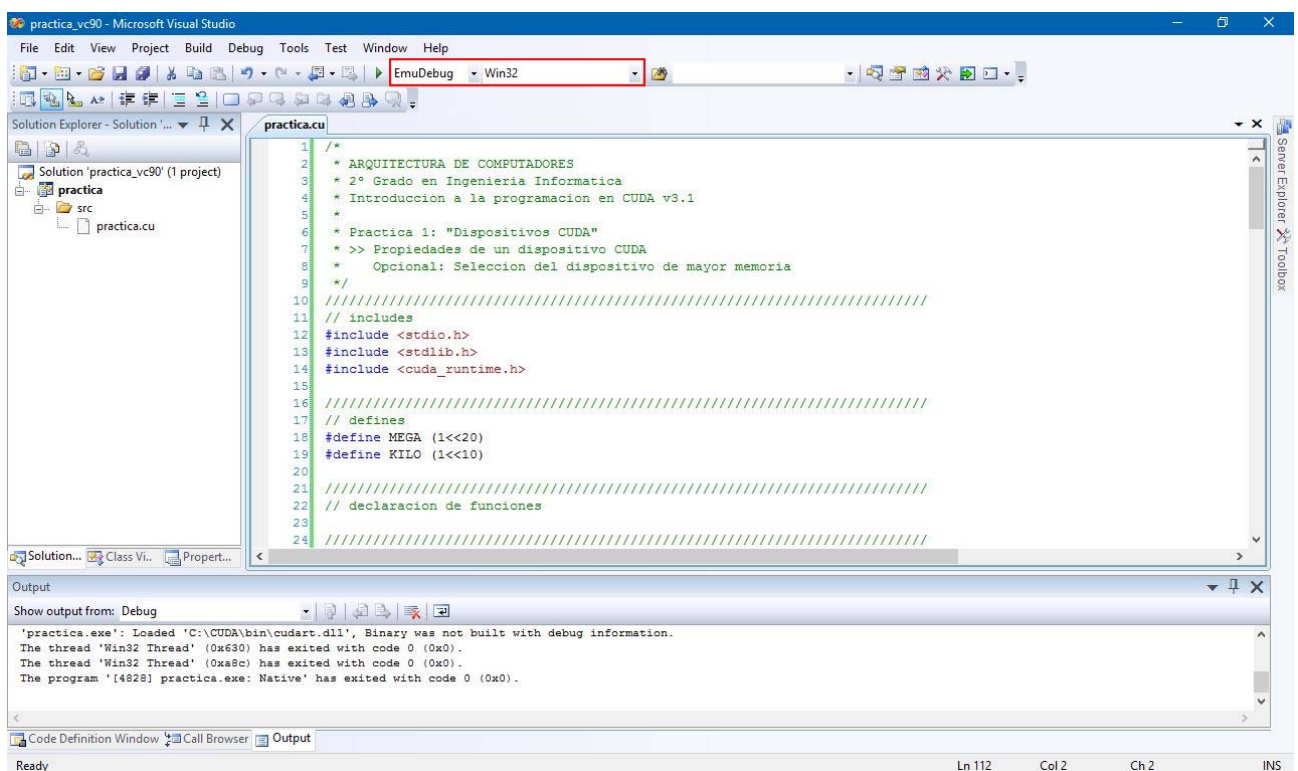 practica_vc90 - Microsoft Visual Studio
File Edit View Project Build Debug Tools Test Window Help
EmuDebug Win32
Solution Explorer - Solution '...
practica.cu
Solution 'practica_vc90' (1 project)
practica
src
practica.cu
1 /*
2 * ARQUITECTURA DE COMPUTADORES
3 * 2º Grado en Ingenieria Informatica
4 * Introduccion a la programacion en CUDA v3.1
5 *
6 * Practica 1: "Dispositivos CUDA"
7 * >> Propiedades de un dispositivo CUDA
8 * Opcional: Seleccion del dispositivo de mayor memoria
9 */
10 ///////////////////////////////////////////////////////////////////////////
11 // includes
12 #include <stdio.h>
13 #include <stdlib.h>
14 #include <cuda_runtime.h>
15
16 ///////////////////////////////////////////////////////////////////////////
17 // defines
18 #define MEGA (1<<20)
19 #define KILO (1<<10)
20
21 ///////////////////////////////////////////////////////////////////////////
22 // declaracion de funciones
23
24 ///////////////////////////////////////////////////////////////////////////
Server Explorer
Toolbox
Solution... Class Vi... Propert...
Output
Show output from: Debug
'practica.exe': Loaded 'C:\CUDA\bin\cudart.dll', Binary was not built with debug information.
The thread 'Win32 Thread' (0x630) has exited with code 0 (0x0).
The thread 'Win32 Thread' (0xa8c) has exited with code 0 (0x0).
The program '[4828] practica.exe: Native' has exited with code 0 (0x0).
Code Definition Window Call Browser Output
Ready Ln 112 Col 2 Ch 2 INS